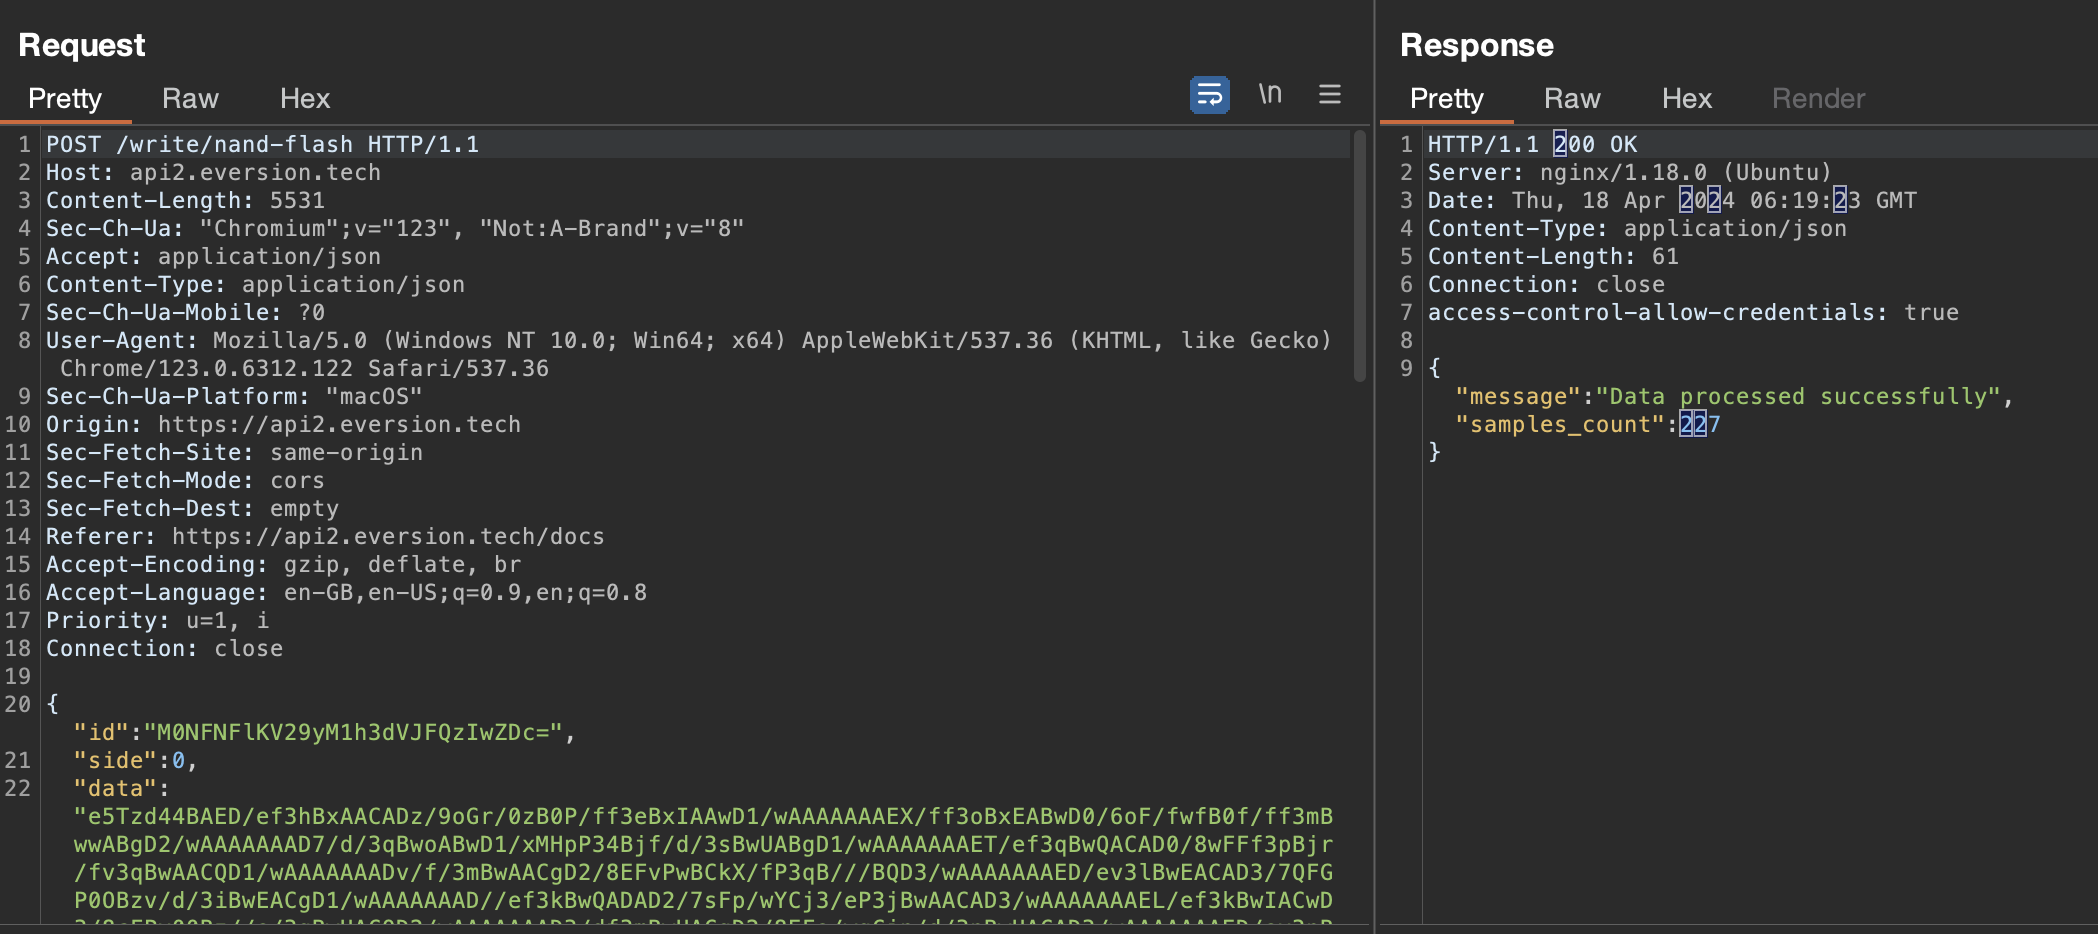 Request
Pretty Raw Hex \n
1 POST /write/nand-flash HTTP/1.1
2 Host: api2.eversion.tech
3 Content-Length: 5531
4 Sec-Ch-Ua: "Chromium";v="123", "Not:A-Brand";v="8"
5 Accept: application/json
6 Content-Type: application/json
7 Sec-Ch-Ua-Mobile: ?0
8 User-Agent: Mozilla/5.0 (Windows NT 10.0; Win64; x64) AppleWebKit/537.36 (KHTML, like Gecko)
Chrome/123.0.6312.122 Safari/537.36
9 Sec-Ch-Ua-Platform: "macOS"
10 Origin: https://api2.eversion.tech
11 Sec-Fetch-Site: same-origin
12 Sec-Fetch-Mode: cors
13 Sec-Fetch-Dest: empty
14 Referer: https://api2.eversion.tech/docs
15 Accept-Encoding: gzip, deflate, br
16 Accept-Language: en-GB,en-US;q=0.9,en;q=0.8
17 Priority: u=1, i
18 Connection: close
19
20 {
"id":"M0NFNFlKV29yM1h3dVJFQzIwZDc=",
21 "side":0,
22 "data":
"e5Tzd44BAED/ef3hBxAACADz/9oGr/0zB0P/ff3eBxIAAwD1/wAAAAAAAEX/ff3oBxEABwD0/6oF/fwfB0f/ff3mB
wwABgD2/wAAAAAAAD7/d/3qBwoABwD1/xMHpP34Bjf/d/3sBwUABgD1/wAAAAAAAET/ef3qBwQACAD0/8wFFf3pBjr
/fv3qBwAACQD1/wAAAAAAADv/f/3mBwAACgD2/8EFvPwBCkX/fP3qB///BQD3/wAAAAAAAED/ev3lBwEACAD3/7QFG
P0OBzv/d/3iBwEACgD1/wAAAAAAAD//ef3kBwQADAD2/7sFp/wYCj3/eP3jBwAACAD3/wAAAAAAAEL/ef3kBwIACwD
Response
Pretty Raw Hex Render
1 HTTP/1.1 200 OK
2 Server: nginx/1.18.0 (Ubuntu)
3 Date: Thu, 18 Apr 2024 06:19:23 GMT
4 Content-Type: application/json
5 Content-Length: 61
6 Connection: close
7 access-control-allow-credentials: true
8
9 {
"message":"Data processed successfully",
"samples_count":227
}